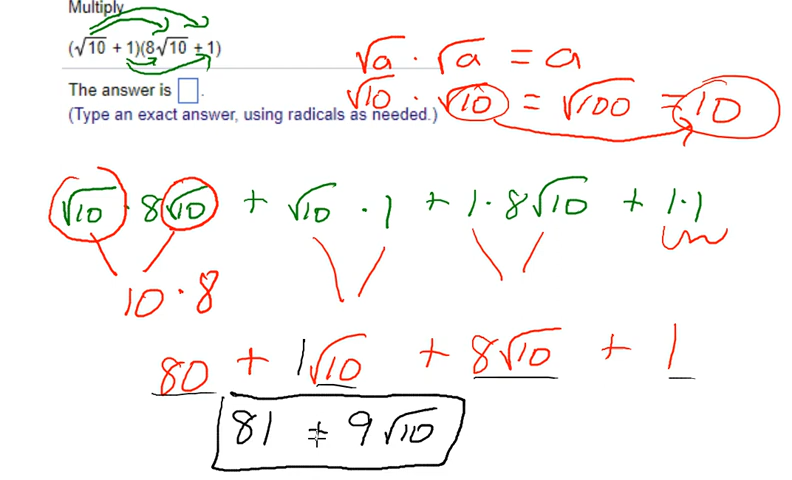 Multiply
(√10 + 1)(8√10 + 1)
√a · √a = a
The answer is
√10 · √10 = √100 = 10
(Type an exact answer, using radicals as needed.)
√10 · 8√10 + √10 · 1 + 1 · 8√10 + 1 · 1
10 · 8
80 + 1√10 + 8√10 + 1
81 + 9√10